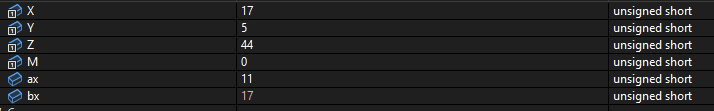 X 17 unsigned short
Y 5 unsigned short
Z 44 unsigned short
M 0 unsigned short
ax 11 unsigned short
bx 17 unsigned short